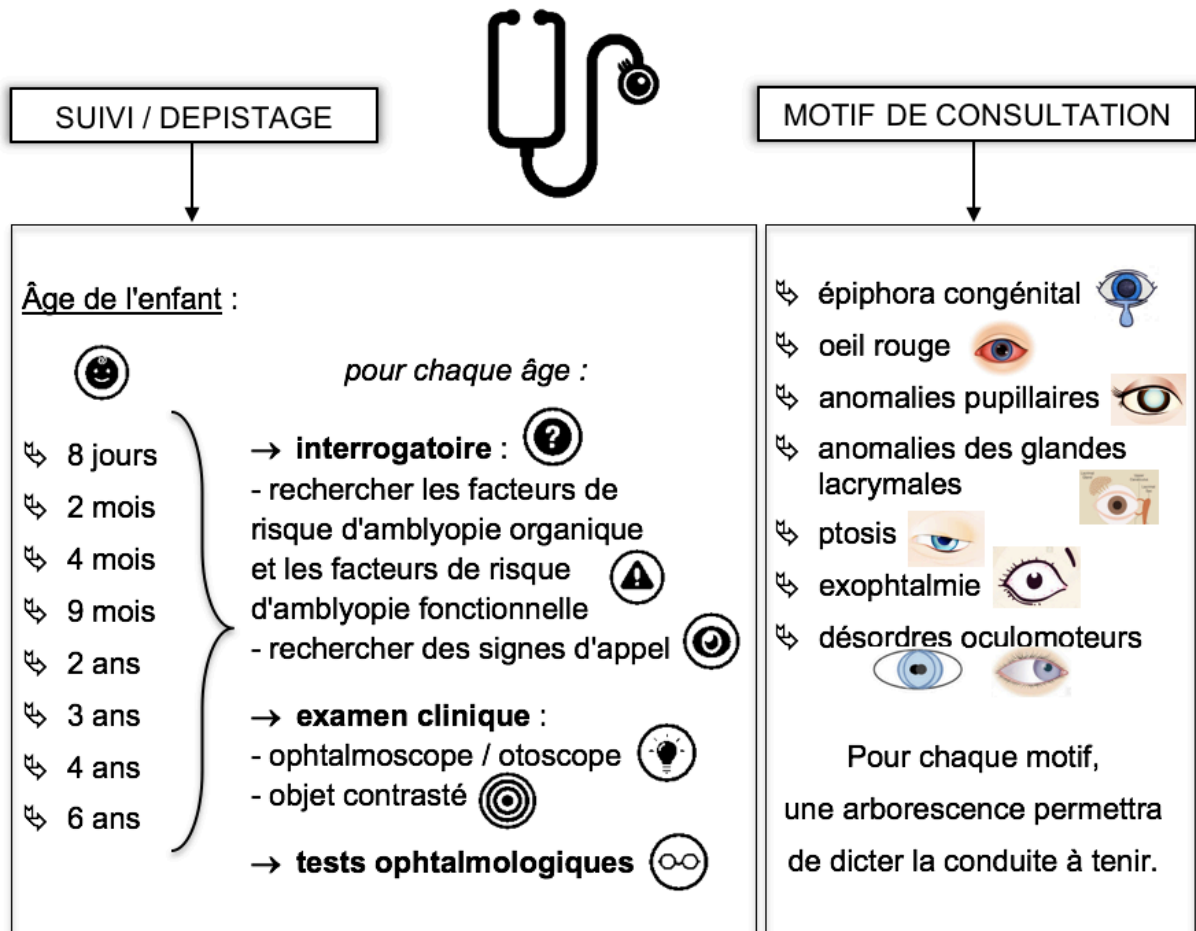 SUIVI / DEPISTAGE
MOTIF DE CONSULTATION
Âge de l'enfant :
8 jours
2 mois
4 mois
9 mois
2 ans
3 ans
4 ans
6 ans
pour chaque âge :
→ interrogatoire :
?
- rechercher les facteurs de
risque d'amblyopie organique
et les facteurs de risque
d'amblyopie fonctionnelle
- rechercher des signes d'appel
→ examen clinique :
- ophtalmoscope / otoscope
- objet contrasté
→ tests ophtalmologiques
épiphora congénital
oeil rouge
anomalies pupillaires
anomalies des glandes
lacrymales
ptosis
exophtalmie
désordres oculomoteurs
Pour chaque motif,
une arborescence permettra
de dicter la conduite à tenir.